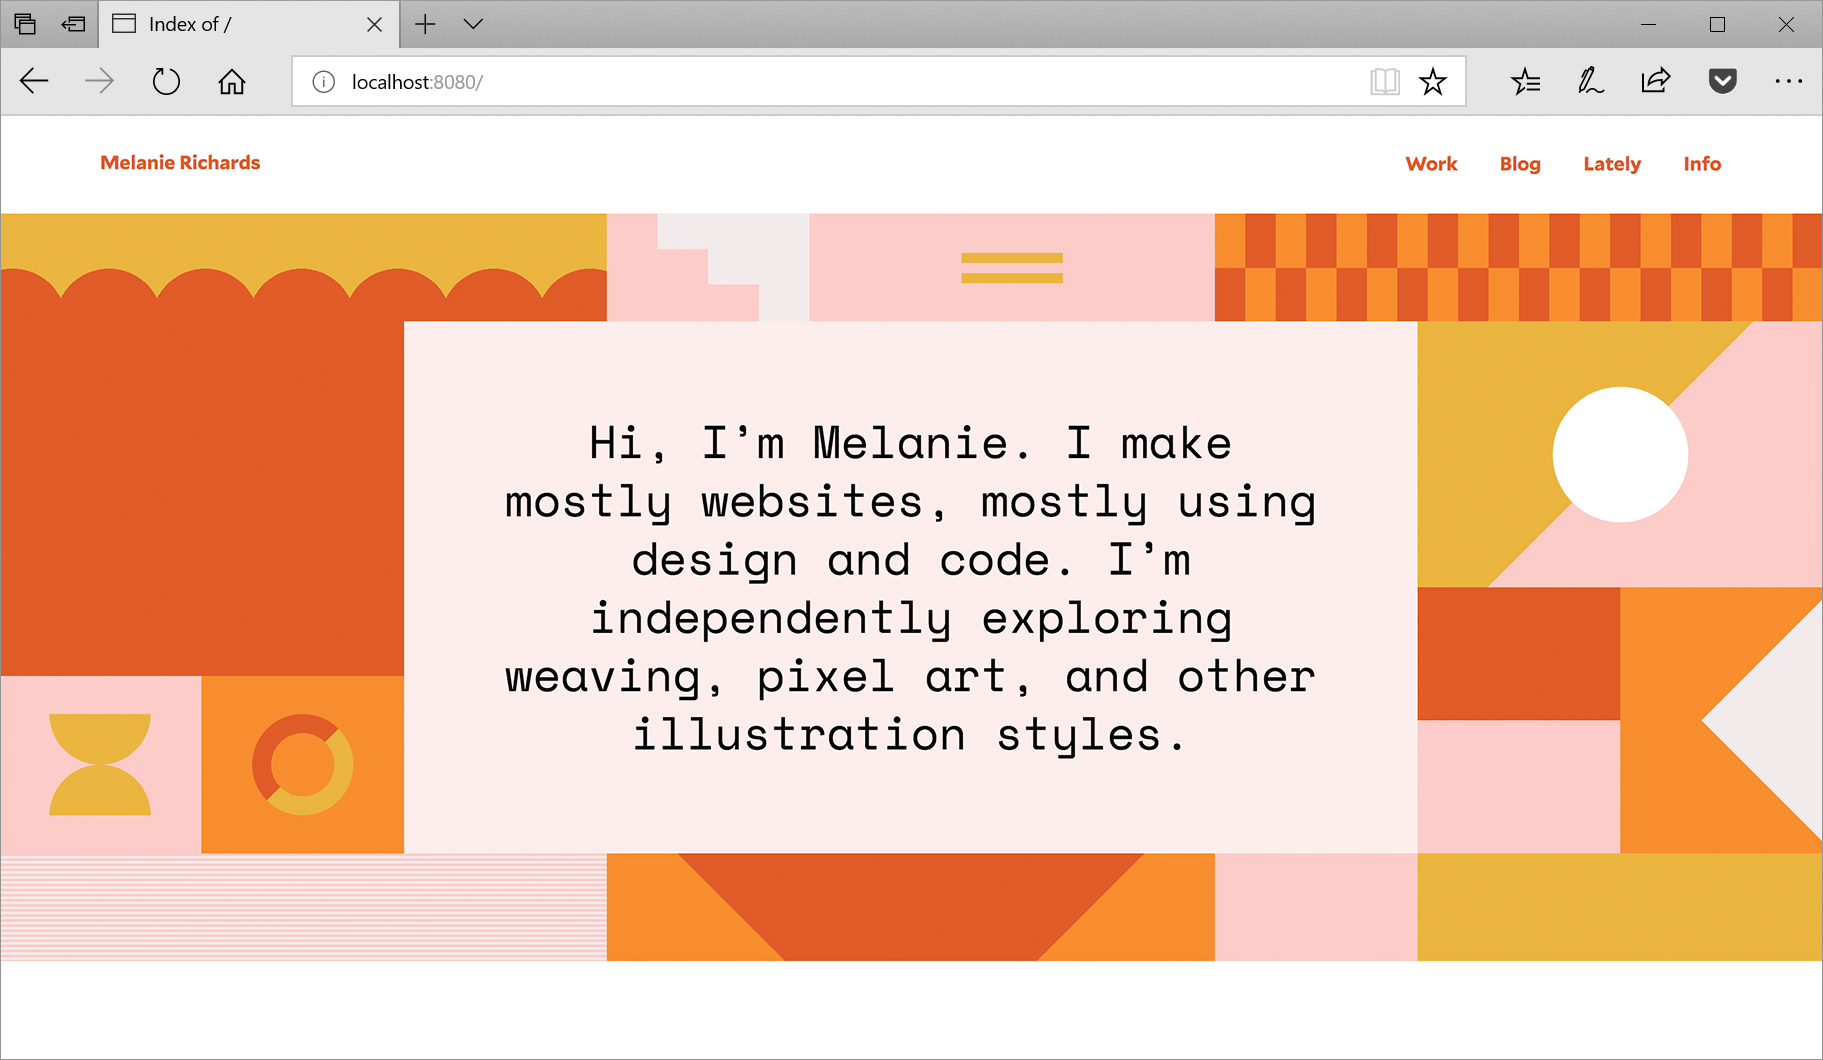 Index of /
localhost:8080/
Melanie Richards
Work Blog Lately Info
Hi, I’m Melanie. I make
mostly websites, mostly using
design and code. I’m
independently exploring
weaving, pixel art, and other
illustration styles.